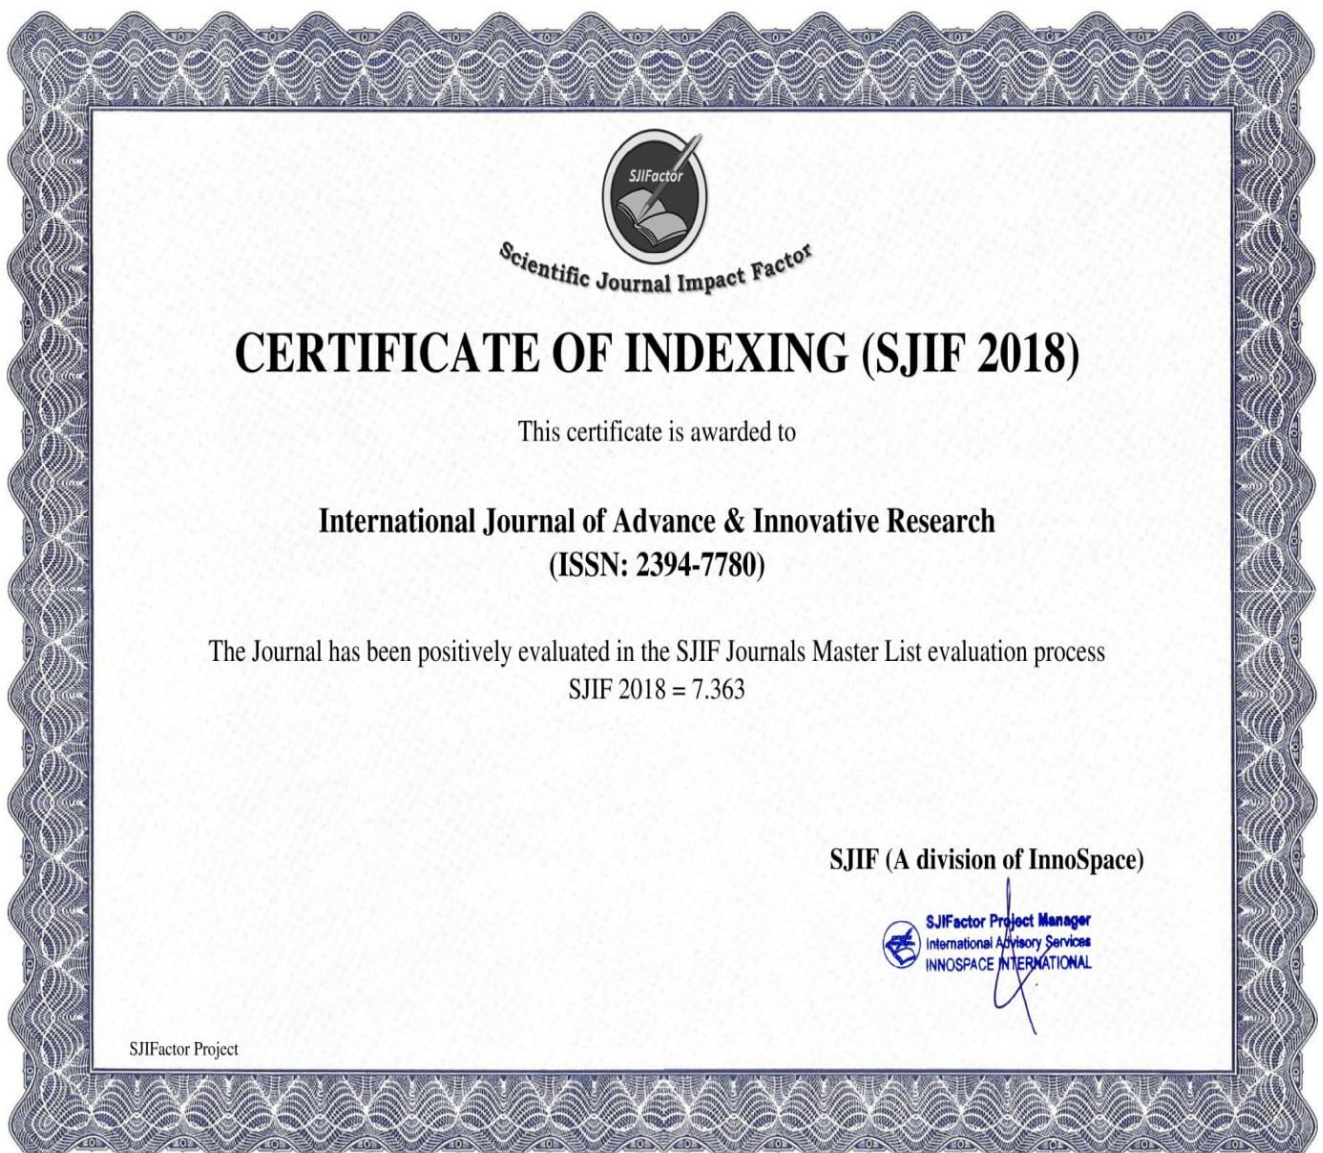 SJIFactor
Scientific Journal Impact Factor
CERTIFICATE OF INDEXING (SJIF 2018)
This certificate is awarded to
International Journal of Advance & Innovative Research
(ISSN: 2394-7780)
The Journal has been positively evaluated in the SJIF Journals Master List evaluation process
SJIF 2018 = 7.363
SJIF (A division of InnoSpace)
SJIFactor Project Manager
International Advisory Services
INNOSPACE INTERNATIONAL
SJIFactor Project